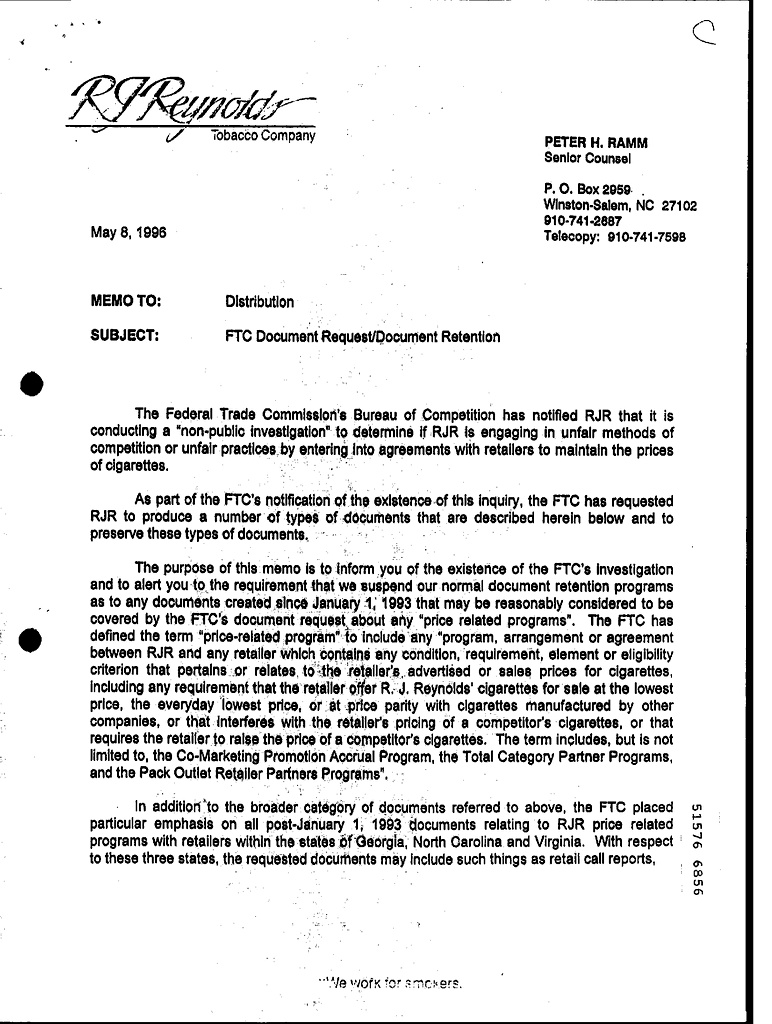 C
RJReynolds
Tobacco Company
PETER H. RAMM
Senior Counsel
P. O. Box 2959
Winston-Salem, NC 27102
910-741-2687
Telecopy: 910-741-7598
May 8, 1996
MEMO TO: Distribution
SUBJECT: FTC Document Request/Document Retention
The Federal Trade Commission's Bureau of Competition has notified RJR that it is
conducting a "non-public investigation" to determine if RJR is engaging in unfair methods of
competition or unfair practices by entering into agreements with retailers to maintain the prices
of cigarettes.
As part of the FTC's notification of the existence of this inquiry, the FTC has requested
RJR to produce a number of types of documents that are described herein below and to
preserve these types of documents.
The purpose of this memo is to inform you of the existence of the FTC's investigation
and to alert you to the requirement that we suspend our normal document retention programs
as to any documents created since January 1, 1993 that may be reasonably considered to be
covered by the FTC's document request about any "price related programs". The FTC has
defined the term "price-related program" to include any "program, arrangement or agreement
between RJR and any retailer which contains any condition, requirement, element or eligibility
criterion that pertains or relates to the retailer's advertised or sales prices for cigarettes,
including any requirement that the retailer offer R. J. Reynolds' cigarettes for sale at the lowest
price, the everyday lowest price, or at price parity with cigarettes manufactured by other
companies, or that interferes with the retailer's pricing of a competitor's cigarettes, or that
requires the retailer to raise the price of a competitor's cigarettes. The term includes, but is not
limited to, the Co-Marketing Promotion Accrual Program, the Total Category Partner Programs,
and the Pack Outlet Retailer Partners Programs".
In addition to the broader category of documents referred to above, the FTC placed
particular emphasis on all post-January 1, 1993 documents relating to RJR price related
programs with retailers within the states of Georgia, North Carolina and Virginia. With respect
to these three states, the requested documents may include such things as retail call reports,
51576 6856
"We work for smokers.